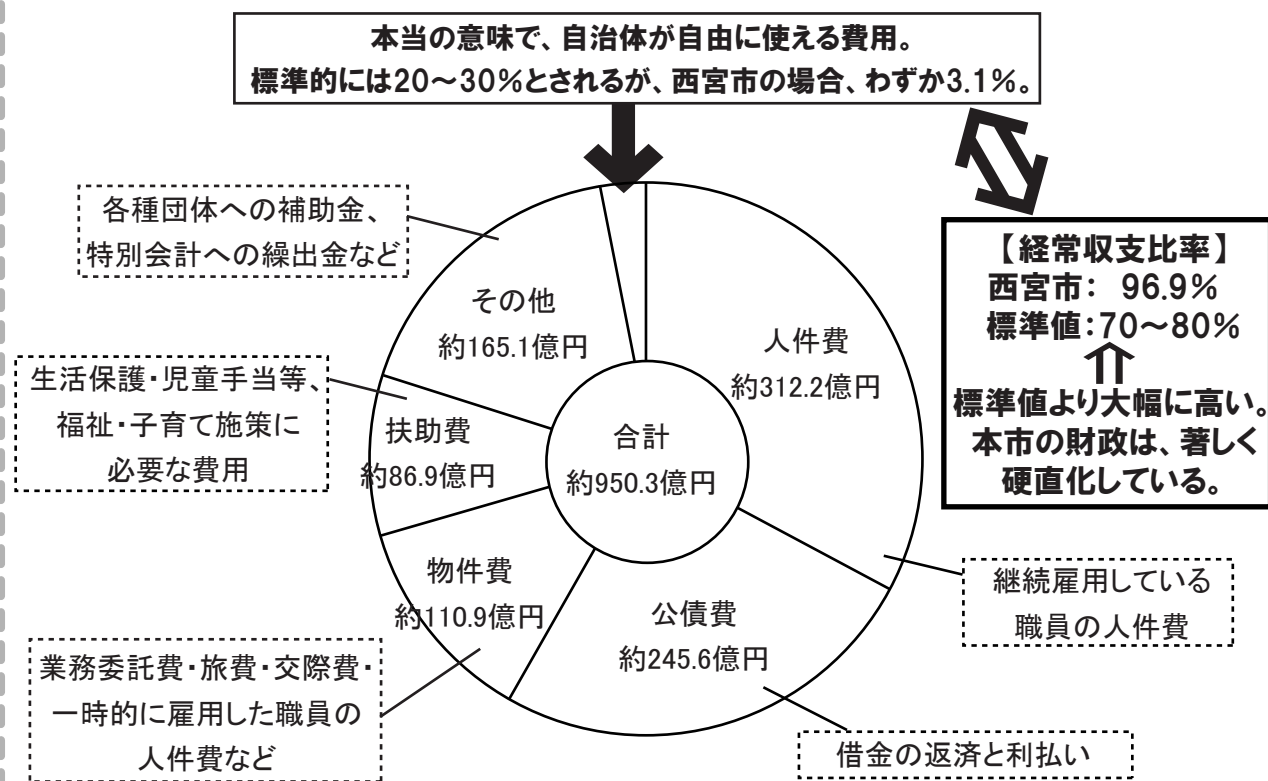 本当の意味で、自治体が自由に使える費用。
標準的には20～30%とされるが、西宮市の場合、わずか3.1%。
各種団体への補助金、
特別会計への繰出金など
【経常収支比率】
西宮市： 96.9%
標準値：70～80%
標準値より大幅に高い。
本市の財政は、著しく
硬直化している。
その他
約165.1億円
人件費
約312.2億円
生活保護・児童手当等、
福祉・子育て施策に
必要な費用
扶助費
約86.9億円
合計
約950.3億円
物件費
約110.9億円
公債費
約245.6億円
継続雇用している
職員の人件費
業務委託費・旅費・交際費・
一時的に雇用した職員の
人件費など
借金の返済と利払い